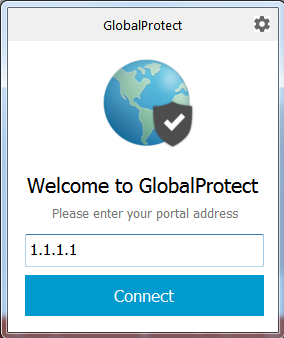 GlobalProtect
Welcome to GlobalProtect
Please enter your portal address
1.1.1.1
Connect